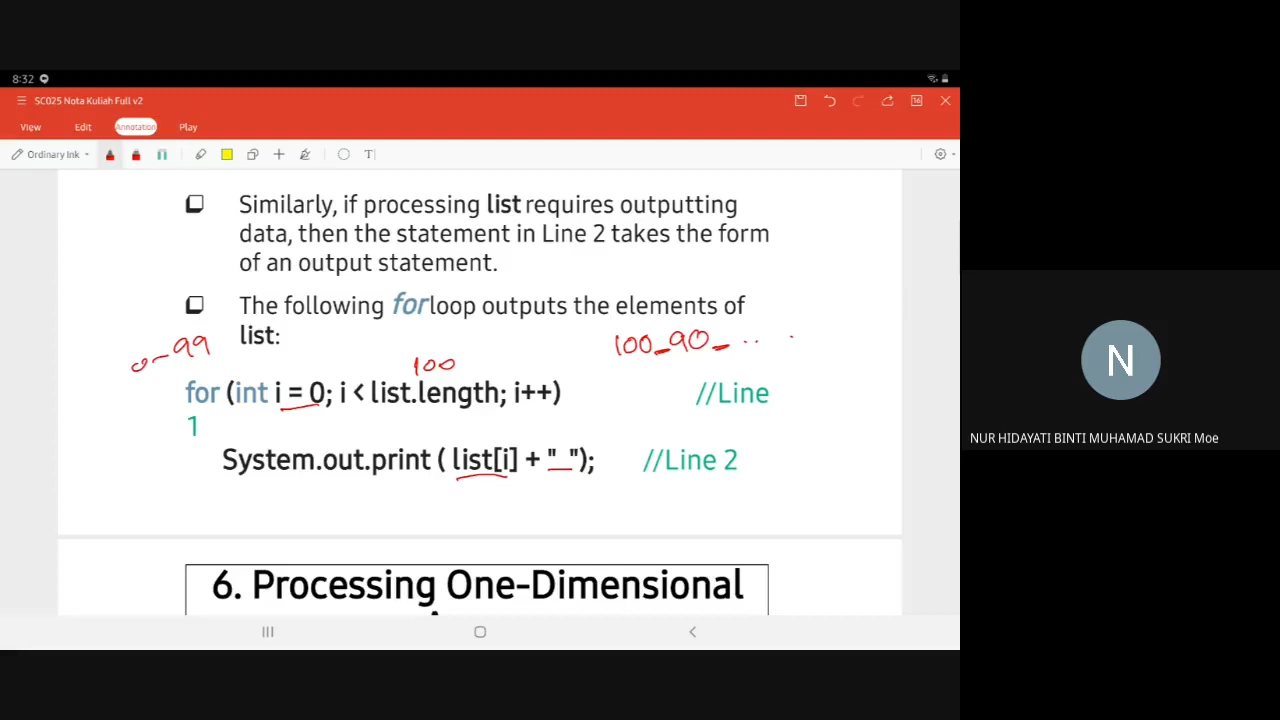 8:32
SC025 Nota Kuliah Full v2
16
View Edit Annotation Play
Ordinary Ink
T
Similarly, if processing list requires outputting
data, then the statement in Line 2 takes the form
of an output statement.
The following for loop outputs the elements of
list:
0-99
100_90_....
100
for (int i = 0; i < list.length; i++) //Line
1
System.out.print ( list[i] + "_"); //Line 2
6. Processing One-Dimensional
N
NUR HIDAYATI BINTI MUHAMAD SUKRI Moe